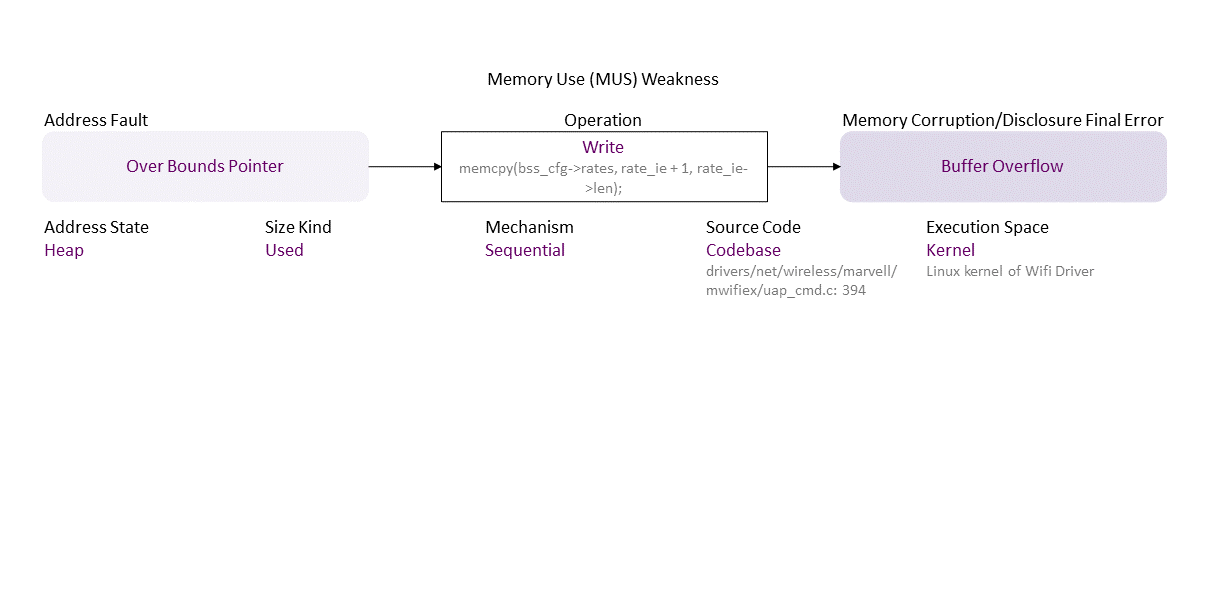 Memory Use (MUS) Weakness
Address Fault
Operation
Memory Corruption/Disclosure Final Error
Over Bounds Pointer
Write
memcpy(bss_cfg->rates, rate_ie + 1, rate_ie-
>len);
Buffer Overflow
Address State
Heap
Size Kind
Used
Mechanism
Sequential
Source Code
Codebase
drivers/net/wireless/marvell/
mwifiex/uap_cmd.c: 394
Execution Space
Kernel
Linux kernel of Wifi Driver